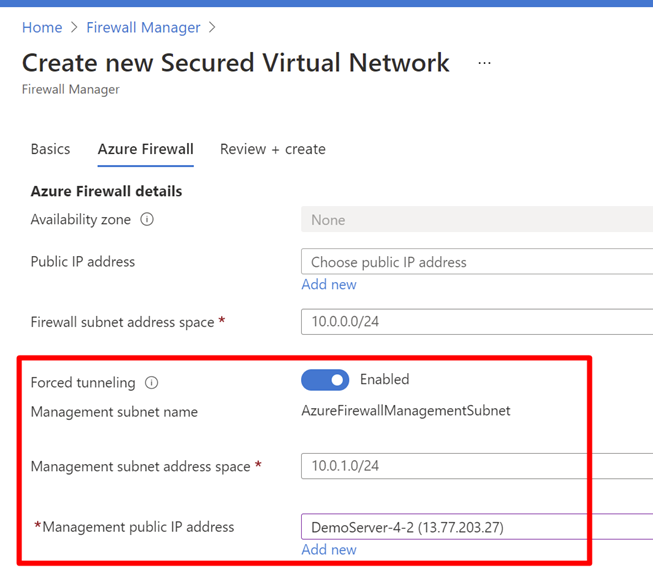 Home > Firewall Manager >
Create new Secured Virtual Network ...
Firewall Manager
Basics Azure Firewall Review + create
Azure Firewall details
Availability zone None
Public IP address Choose public IP address
Add new
Firewall subnet address space * 10.0.0.0/24
Forced tunneling Enabled
Management subnet name AzureFirewallManagementSubnet
Management subnet address space * 10.0.1.0/24
*Management public IP address DemoServer-4-2 (13.77.203.27)
Add new